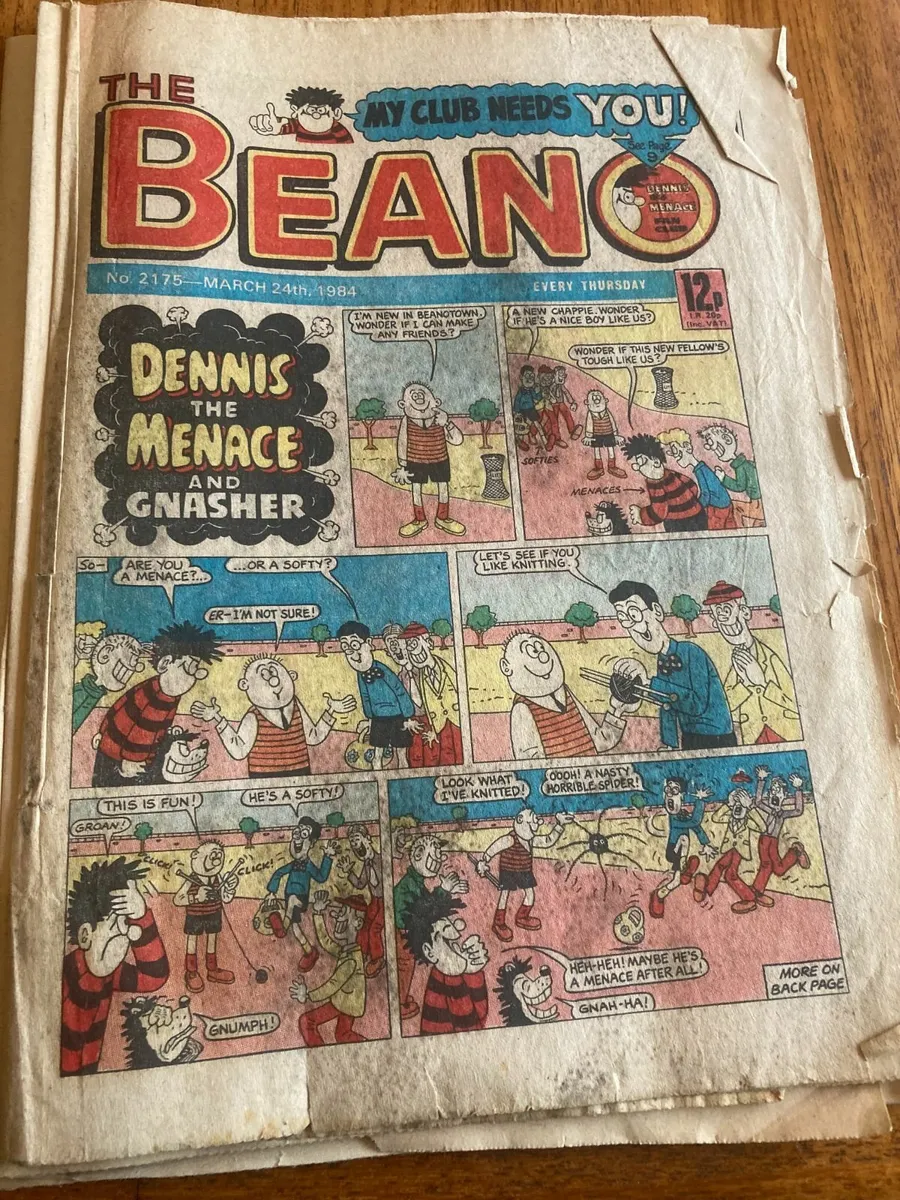 THE
BEANO
MY CLUB NEEDS YOU!
See Page
9
DENNIS
THE
MENACE
FAN
CLUB
No. 2175—MARCH 24th, 1984
EVERY THURSDAY
12p
I.R. 20p
(Inc. VAT)
DENNIS
THE
MENACE
AND
GNASHER
I'M NEW IN BEANOTOWN.
WONDER IF I CAN MAKE
ANY FRIENDS?
A NEW CHAPPIE. WONDER
IF HE'S A NICE BOY LIKE US?
WONDER IF THIS NEW FELLOW'S
TOUGH LIKE US?
SOFTIES
MENACES
SO—
ARE YOU
A MENACE?...
...OR A SOFTY?
ER—I'M NOT SURE!
LET'S SEE IF YOU
LIKE KNITTING.
THIS IS FUN!
HE'S A SOFTY!
GROAN!
CLICK!
CLICK!
GNUMPH!
LOOK WHAT
I'VE KNITTED!
OOOH! A NASTY
HORRIBLE SPIDER!
HEH-HEH! MAYBE HE'S
A MENACE AFTER ALL!
GNAH-HA!
MORE ON
BACK PAGE